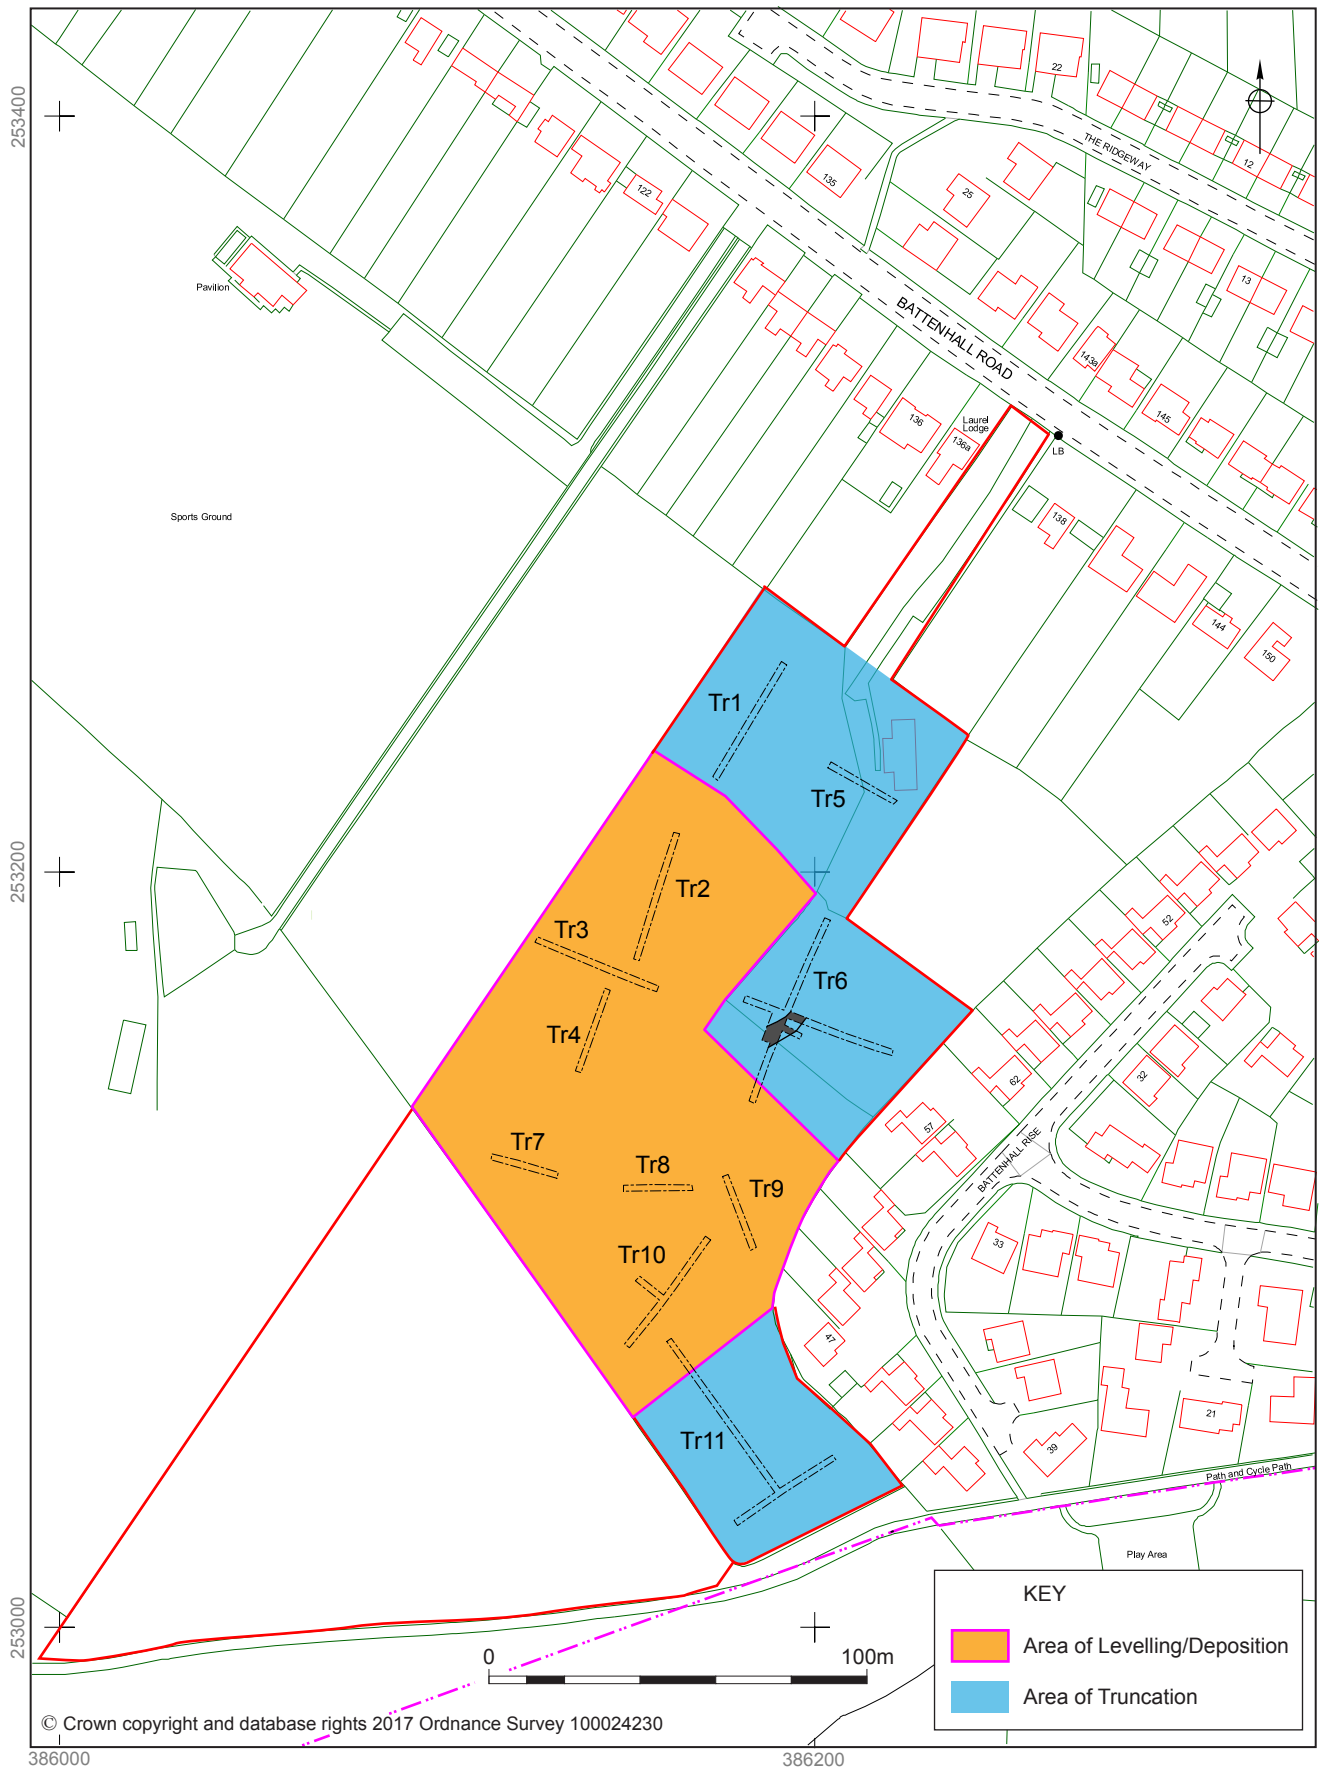 253400
22
THE RIDGEWAY
12
135
122
25
13
Pavilion
BATTENHALL ROAD
143a
145
136
Laurel
Lodge
136a
LB
138
Sports Ground
144
150
Tr1
Tr5
253200
Tr2
Tr3
52
Tr6
Tr4
62
32
57
BATTENHALL RISE
Tr7
Tr8
Tr9
33
Tr10
47
21
Tr11
39
Path and Cycle Path
Play Area
253000
KEY
Area of Levelling/Deposition
Area of Truncation
0
100m
© Crown copyright and database rights 2017 Ordnance Survey 100024230
386000
386200